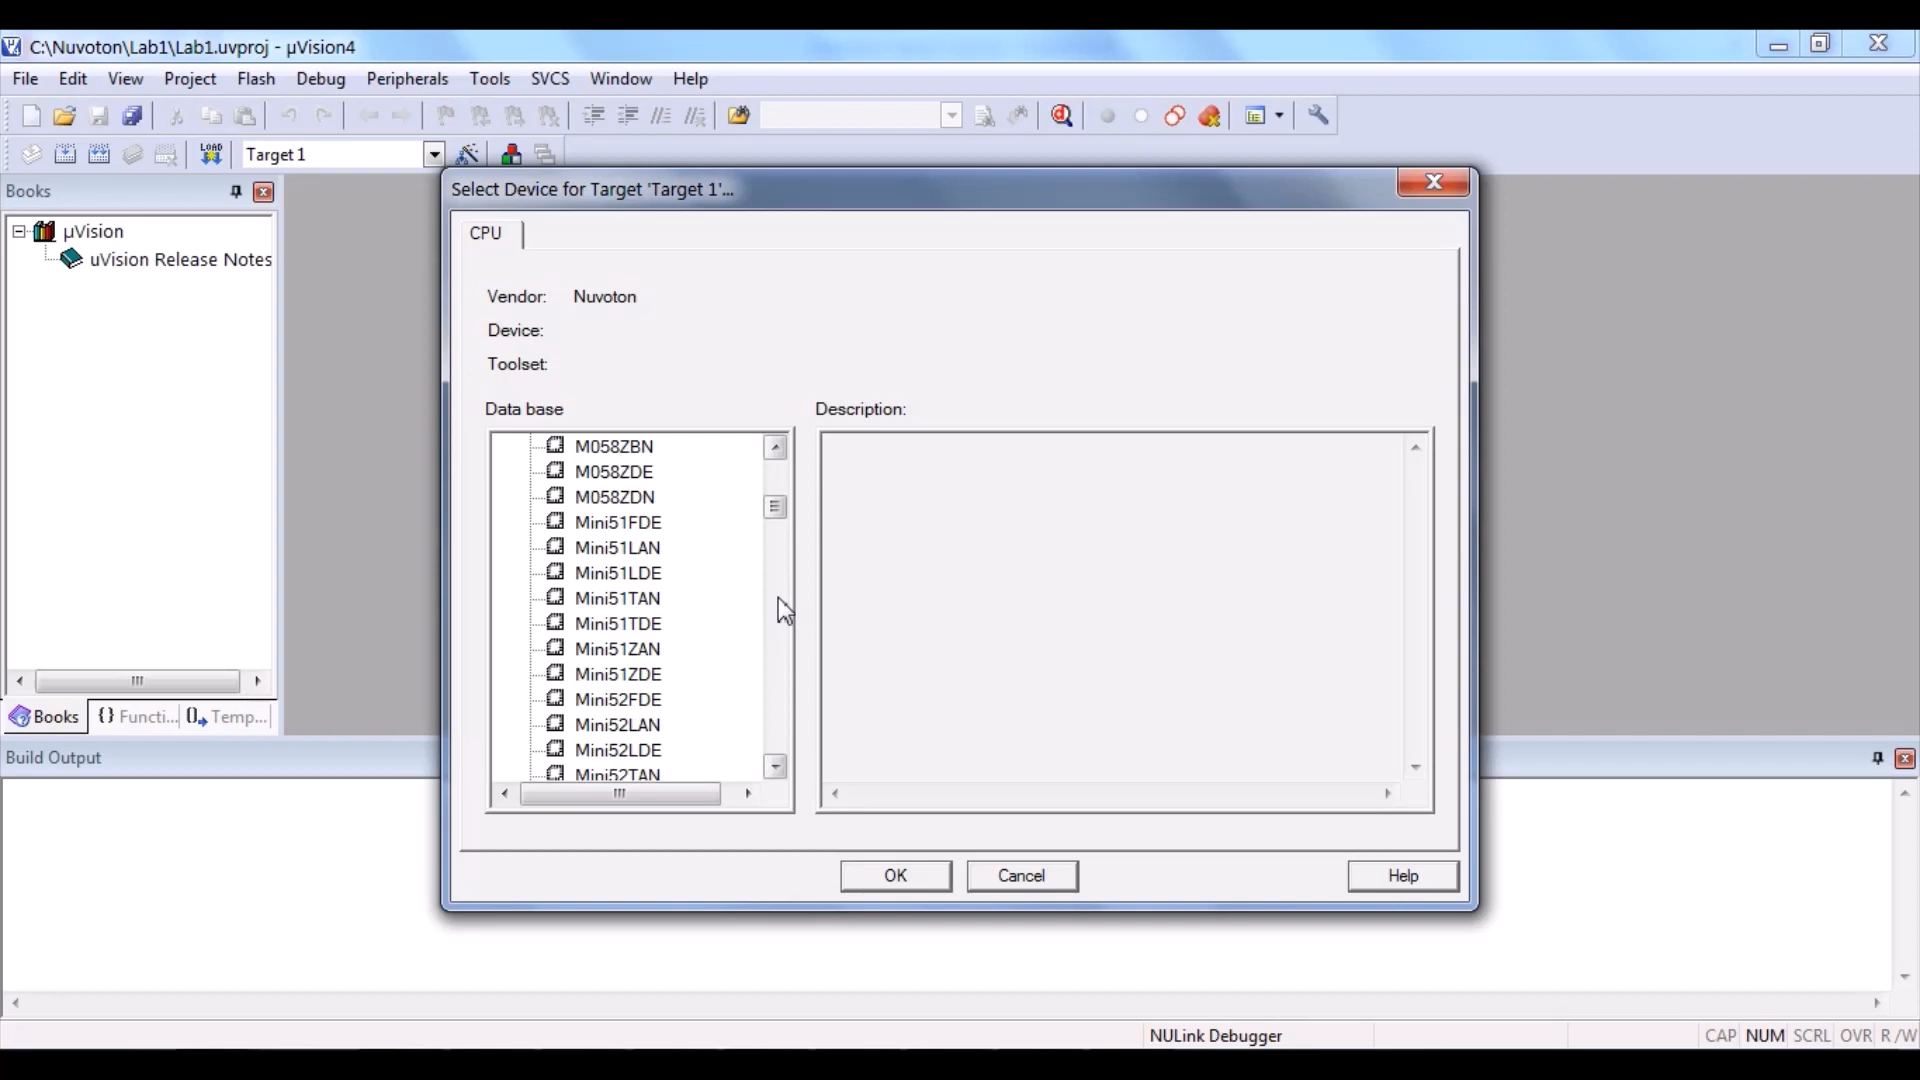 C:\Nuvoton\Lab1\Lab1.uvproj - µVision4
File Edit View Project Flash Debug Peripherals Tools SVCS Window Help
LOAD
Target 1
Books
µVision
uVision Release Notes
Books {} Functi... Temp...
Select Device for Target 'Target 1'...
CPU
Vendor: Nuvoton
Device:
Toolset:
Data base
Description:
M058ZBN
M058ZDE
M058ZDN
Mini51FDE
Mini51LAN
Mini51LDE
Mini51TAN
Mini51TDE
Mini51ZAN
Mini51ZDE
Mini52FDE
Mini52LAN
Mini52LDE
Mini52TAN
OK Cancel Help
Build Output
NULink Debugger
CAP NUM SCRL OVR R/W